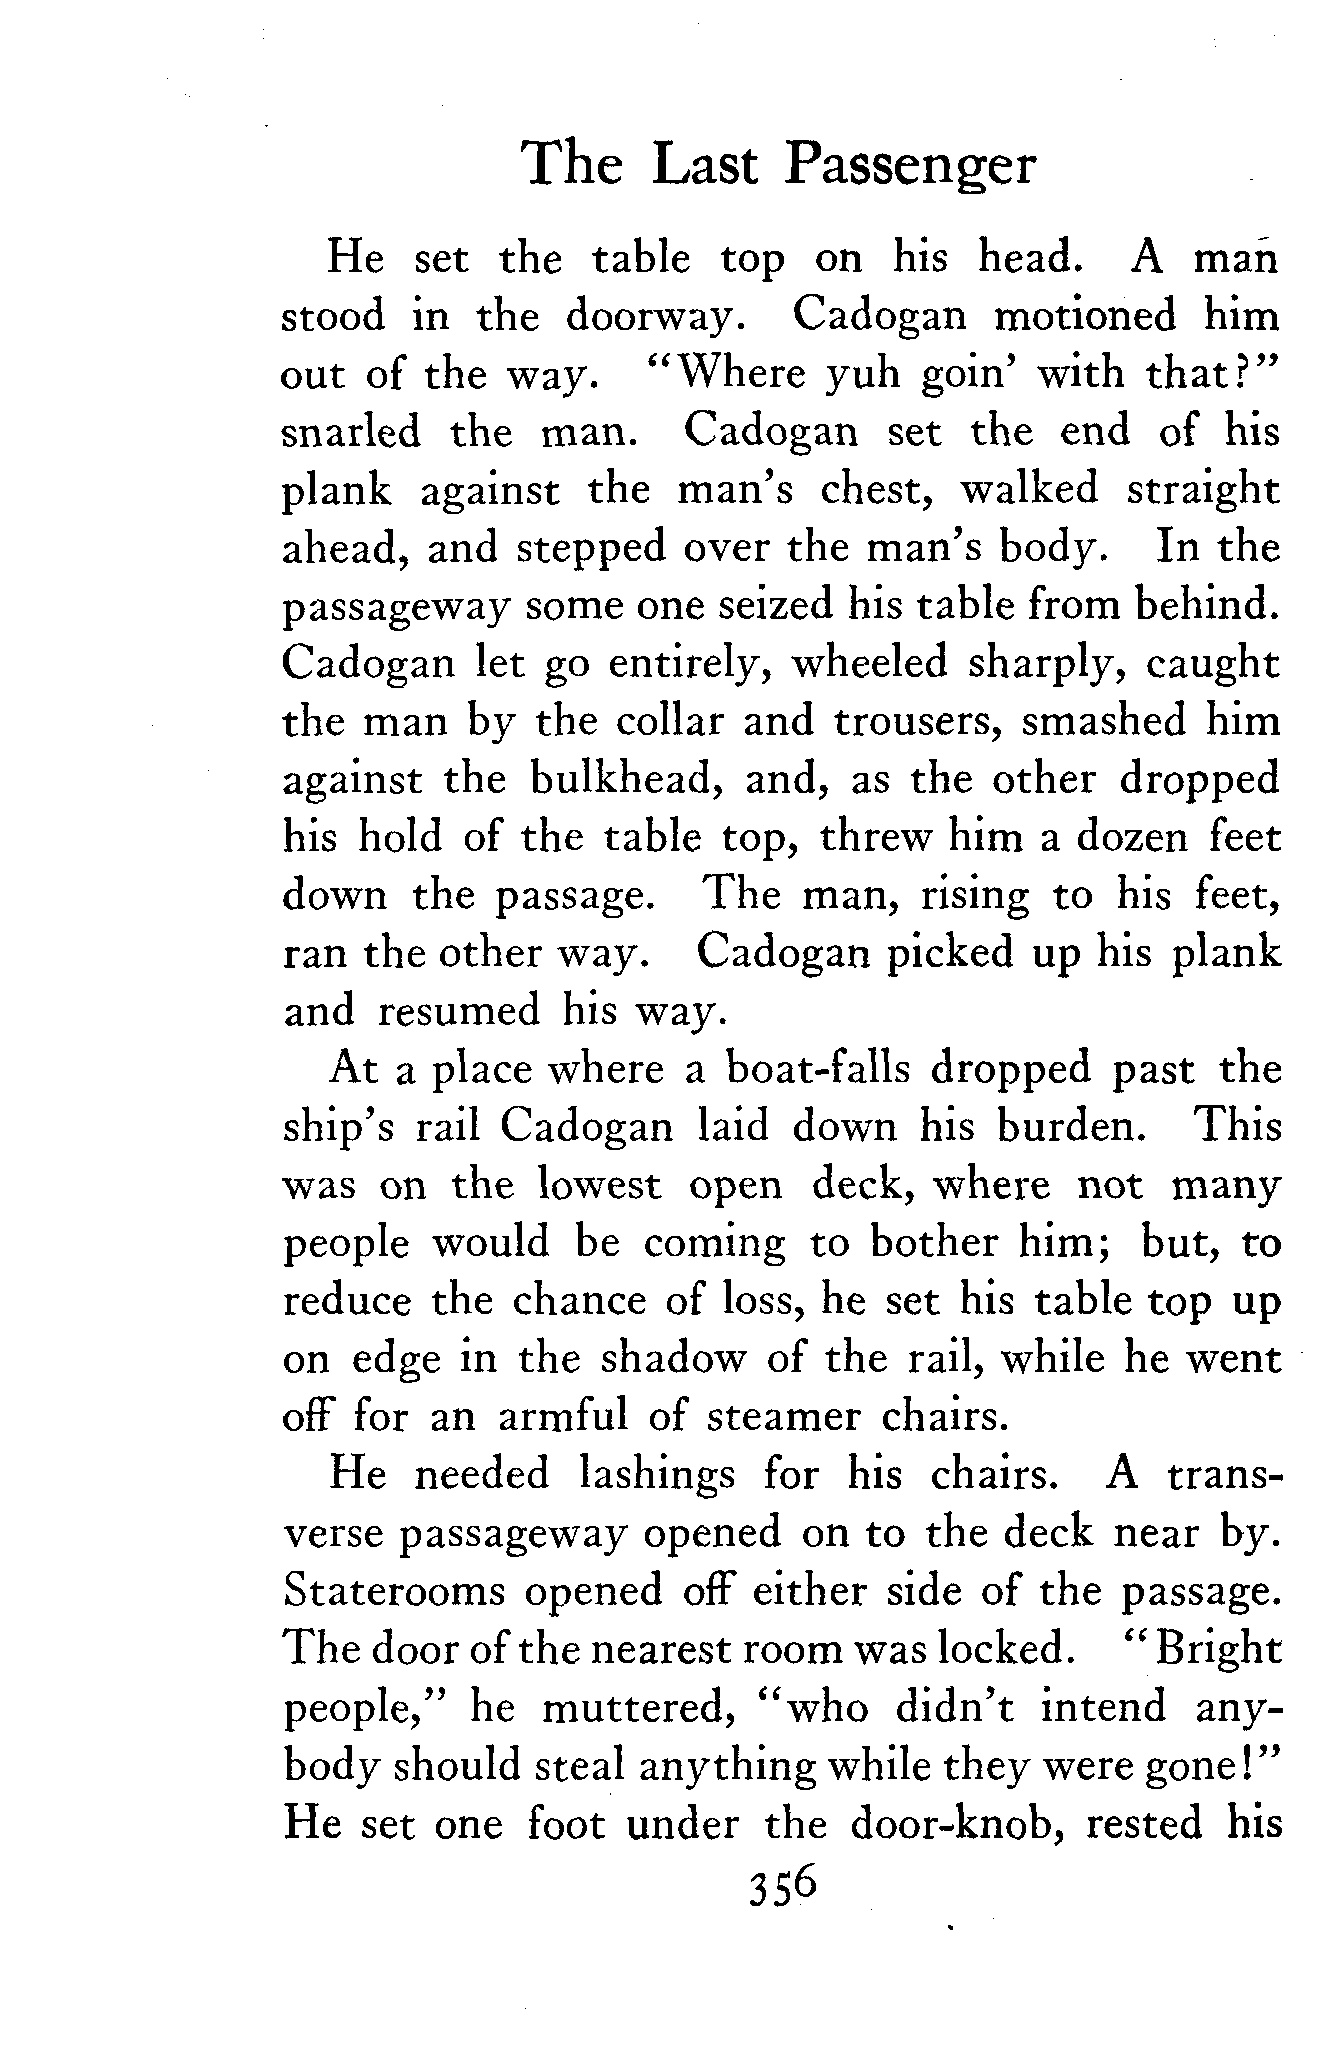 The Last Passenger
He set the table top on his head. A man
stood in the doorway. Cadogan motioned him
out of the way. "Where yuh goin' with that?"
snarled the man. Cadogan set the end of his
plank against the man's chest, walked straight
ahead, and stepped over the man's body. In the
passageway some one seized his table from behind.
Cadogan let go entirely, wheeled sharply, caught
the man by the collar and trousers, smashed him
against the bulkhead, and, as the other dropped
his hold of the table top, threw him a dozen feet
down the passage. The man, rising to his feet,
ran the other way. Cadogan picked up his plank
and resumed his way.
At a place where a boat-falls dropped past the
ship's rail Cadogan laid down his burden. This
was on the lowest open deck, where not many
people would be coming to bother him; but, to
reduce the chance of loss, he set his table top up
on edge in the shadow of the rail, while he went
off for an armful of steamer chairs.
He needed lashings for his chairs. A trans-
verse passageway opened on to the deck near by.
Staterooms opened off either side of the passage.
The door of the nearest room was locked. "Bright
people," he muttered, "who didn't intend any-
body should steal anything while they were gone!"
He set one foot under the door-knob, rested his
356